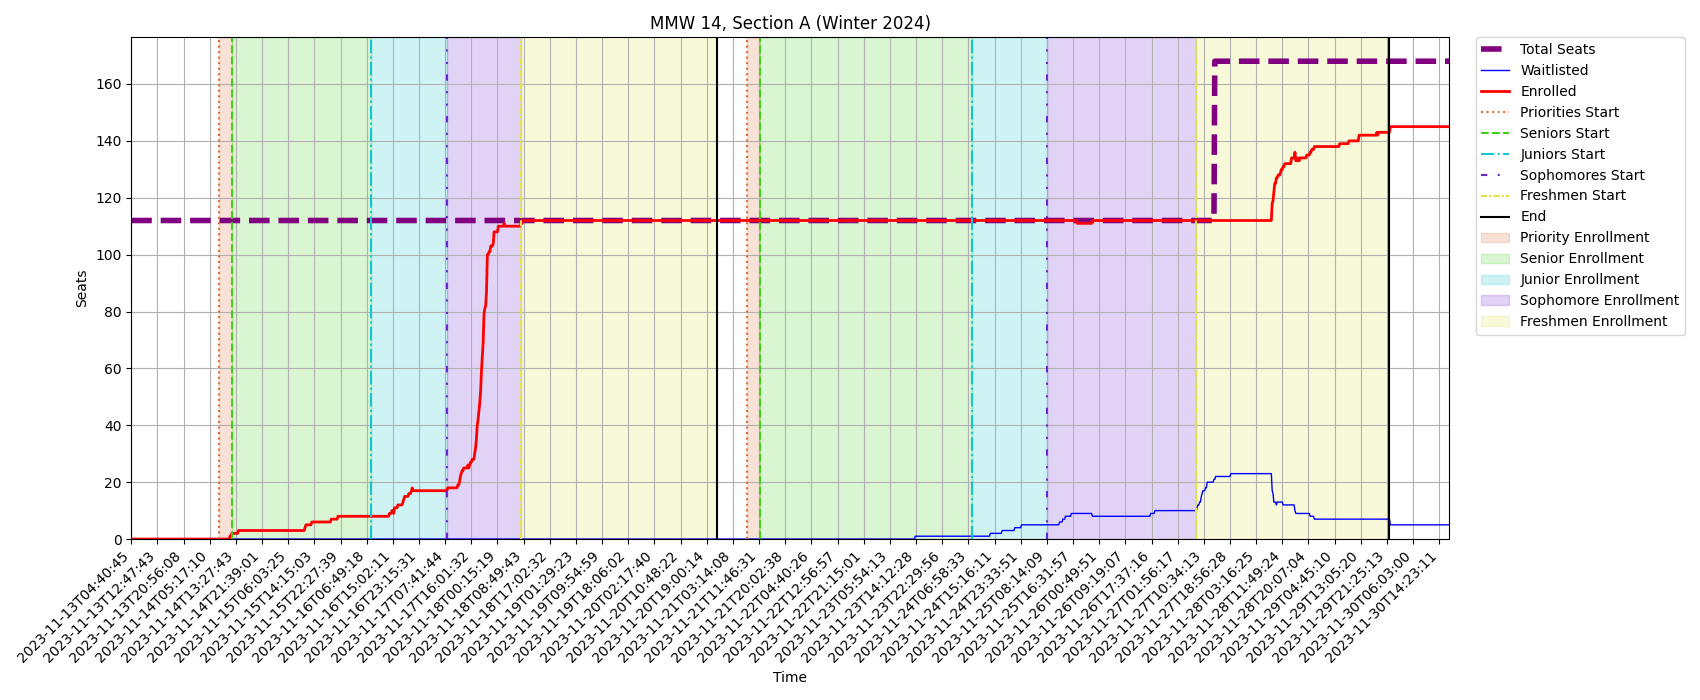 MMW 14, Section A (Winter 2024)
Seats
160
140
120
100
80
60
40
20
0
2023-11-13T04:40:45
2023-11-13T12:47:43
2023-11-13T20:56:08
2023-11-14T05:17:10
2023-11-14T13:27:43
2023-11-14T21:39:01
2023-11-15T06:03:25
2023-11-15T14:15:03
2023-11-15T22:27:39
2023-11-16T06:49:18
2023-11-16T15:02:11
2023-11-16T23:15:31
2023-11-17T07:41:44
2023-11-17T16:01:32
2023-11-18T00:15:19
2023-11-18T08:49:43
2023-11-18T17:02:32
2023-11-19T01:29:23
2023-11-19T09:54:59
2023-11-19T18:06:02
2023-11-20T02:17:40
2023-11-20T10:48:22
2023-11-20T19:00:14
2023-11-21T03:14:08
2023-11-21T11:46:31
2023-11-21T20:02:38
2023-11-22T04:40:26
2023-11-22T12:56:57
2023-11-22T21:15:01
2023-11-23T05:54:13
2023-11-23T14:12:28
2023-11-23T22:29:56
2023-11-24T06:58:33
2023-11-24T15:16:11
2023-11-24T23:33:51
2023-11-25T08:14:09
2023-11-25T16:31:57
2023-11-26T00:49:51
2023-11-26T09:19:07
2023-11-26T17:37:16
2023-11-27T01:56:17
2023-11-27T10:34:13
2023-11-27T18:56:28
2023-11-28T03:16:25
2023-11-28T11:49:24
2023-11-28T20:07:04
2023-11-29T04:45:10
2023-11-29T13:05:20
2023-11-29T21:25:13
2023-11-30T06:03:00
2023-11-30T14:23:11
Time
Total Seats
Waitlisted
Enrolled
Priorities Start
Seniors Start
Juniors Start
Sophomores Start
Freshmen Start
End
Priority Enrollment
Senior Enrollment
Junior Enrollment
Sophomore Enrollment
Freshmen Enrollment